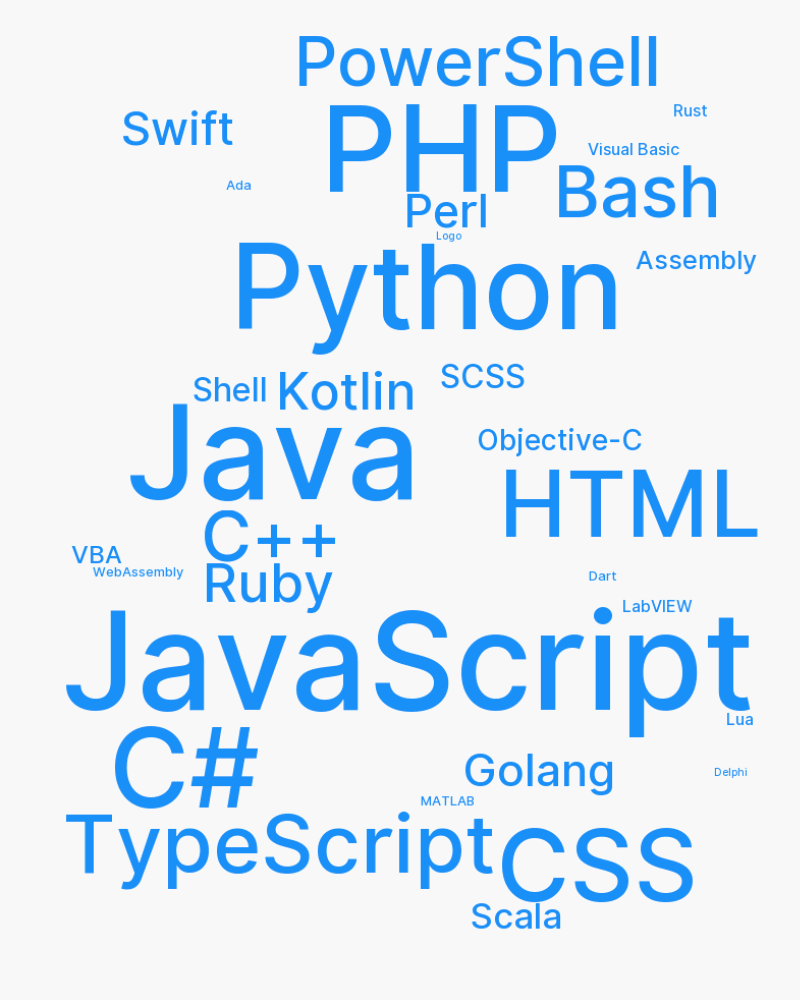 PowerShell
Swift
PHP
Rust
Visual Basic
Ada
Bash
Perl
Logo
Python
Assembly
Shell
Kotlin
SCSS
Java
Objective-C
HTML
C++
VBA
WebAssembly
Ruby
Dart
LabVIEW
JavaScript
Lua
C#
Golang
Delphi
MATLAB
TypeScript
CSS
Scala